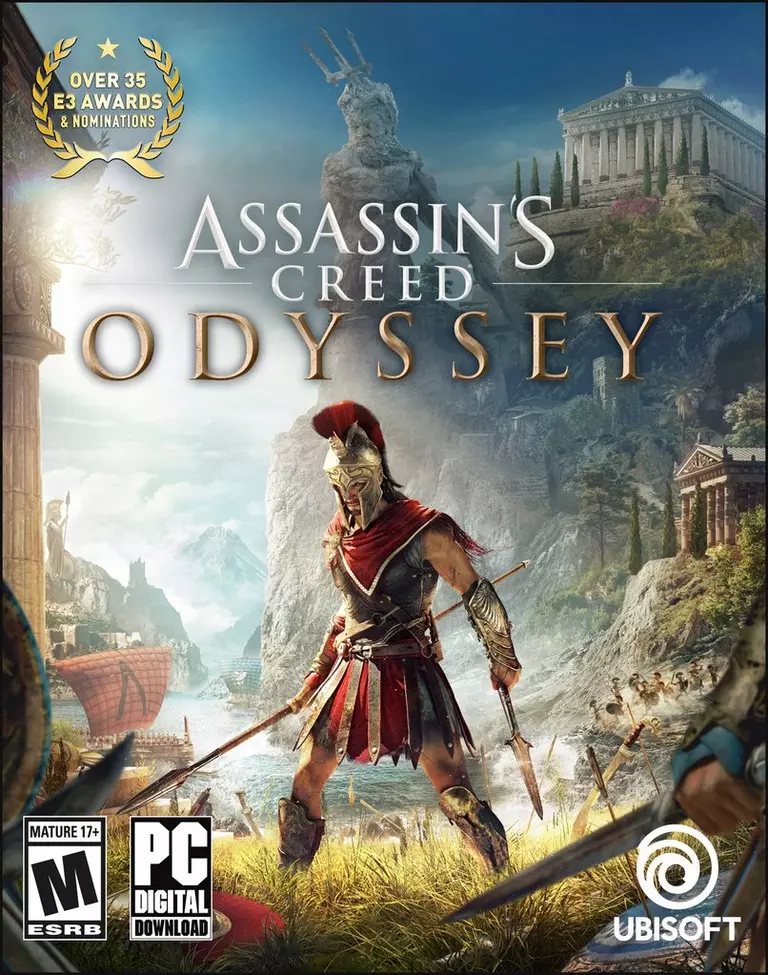 OVER 35
E3 AWARDS
& NOMINATIONS
ASSASSIN'S
CREED
ODYSSEY
MATURE 17+
M
ESRB
PC
DIGITAL
DOWNLOAD
UBISOFT